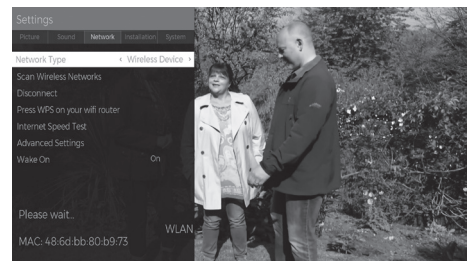 Settings
Picture Sound Network Installation System
Network Type Wireless Device
Scan Wireless Networks
Disconnect
Press WPS on your wifi router
Internet Speed Test
Advanced Settings
Wake On On
Please wait...
WLAN
MAC: 48:6d:bb:80:b9:73